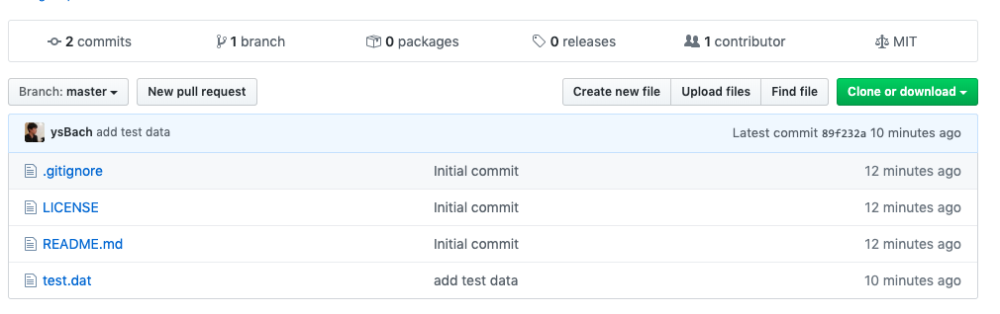 2 commits 1 branch 0 packages 0 releases 1 contributor MIT
Branch: master New pull request Create new file Upload files Find file Clone or download
ysBach add test data Latest commit 89f232a 10 minutes ago
.gitignore Initial commit 12 minutes ago
LICENSE Initial commit 12 minutes ago
README.md Initial commit 12 minutes ago
test.dat add test data 10 minutes ago